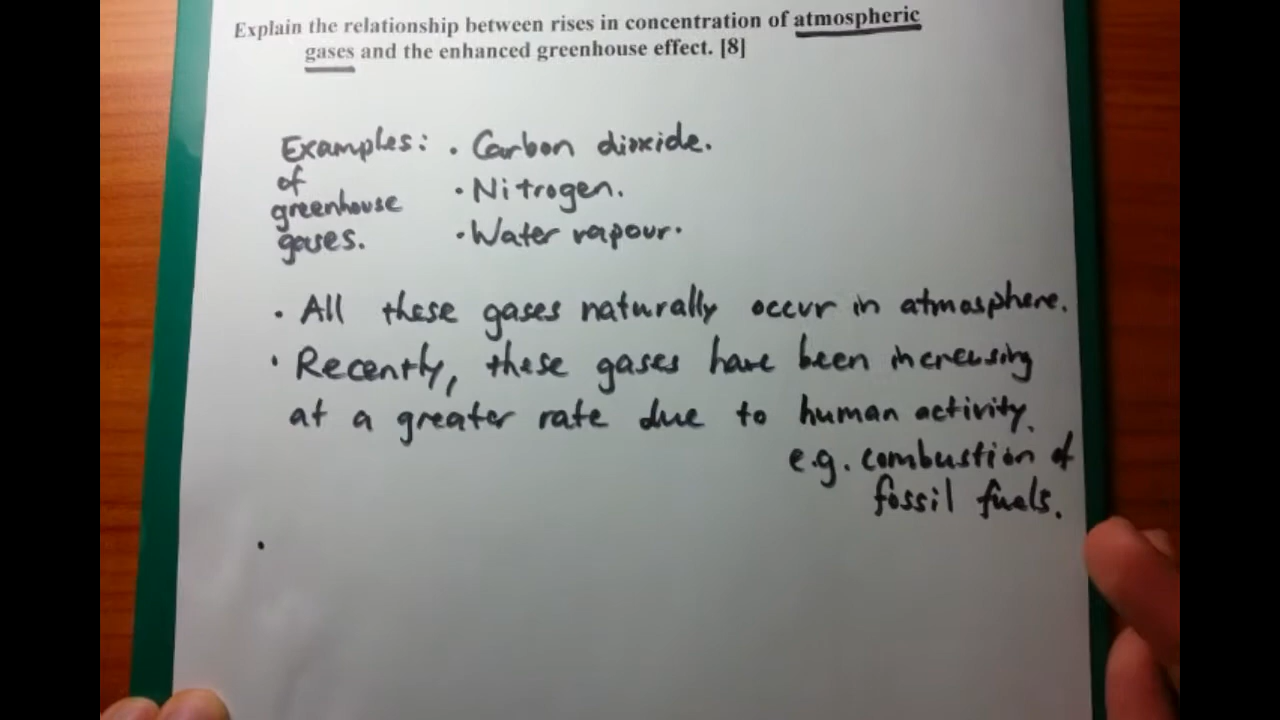 Explain the relationship between rises in concentration of atmospheric
gases and the enhanced greenhouse effect. [8]
Examples: • Carbon dioxide.
of
greenhouse
gases.
• Nitrogen.
• Water vapour.
• All these gases naturally occur in atmosphere.
• Recently, these gases have been increasing
at a greater rate due to human activity.
e.g. combustion of
fossil fuels.
•